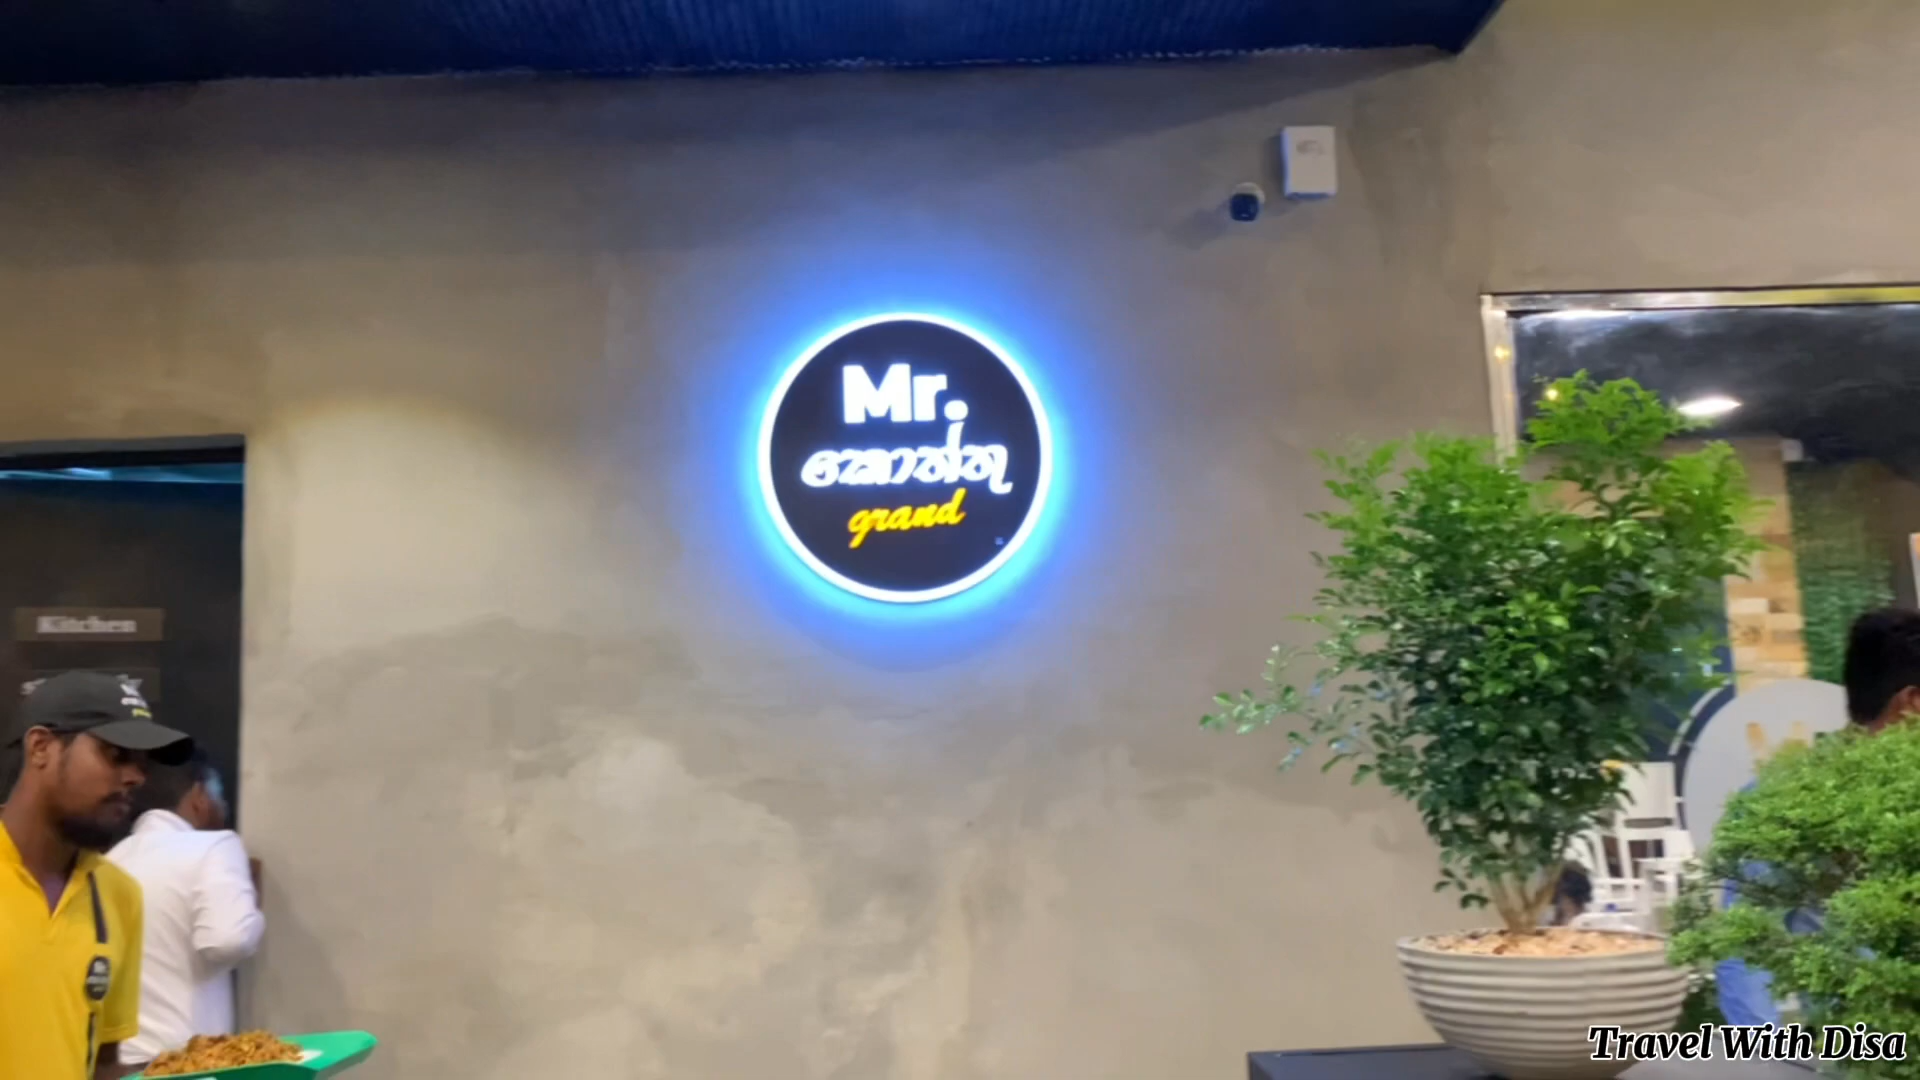 Mr.
කොත්තු
grand
Kitchen
Travel With Disa